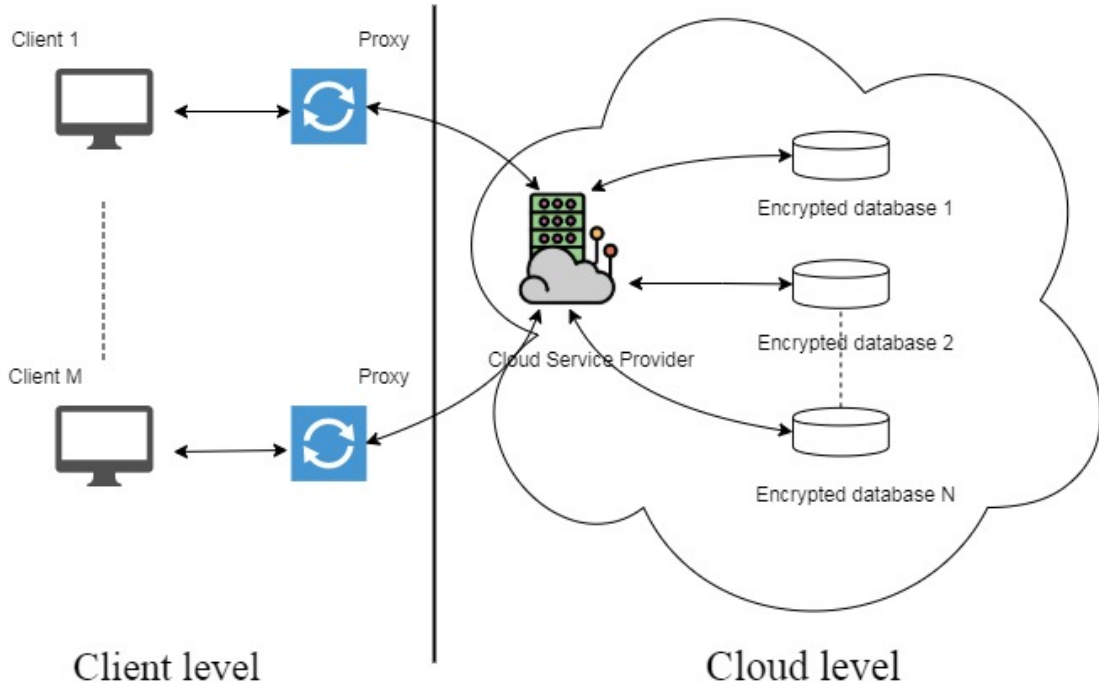 Client 1
Proxy
Encrypted database 1
Encrypted database 2
Cloud Service Provider
Client M
Proxy
Encrypted database N
Client level
Cloud level